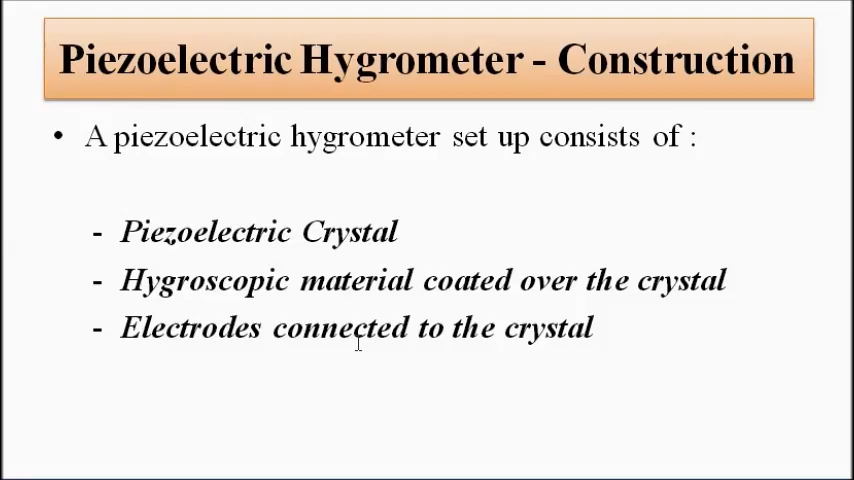 Piezoelectric Hygrometer - Construction
• A piezoelectric hygrometer set up consists of :
- Piezoelectric Crystal
- Hygroscopic material coated over the crystal
- Electrodes connected to the crystal